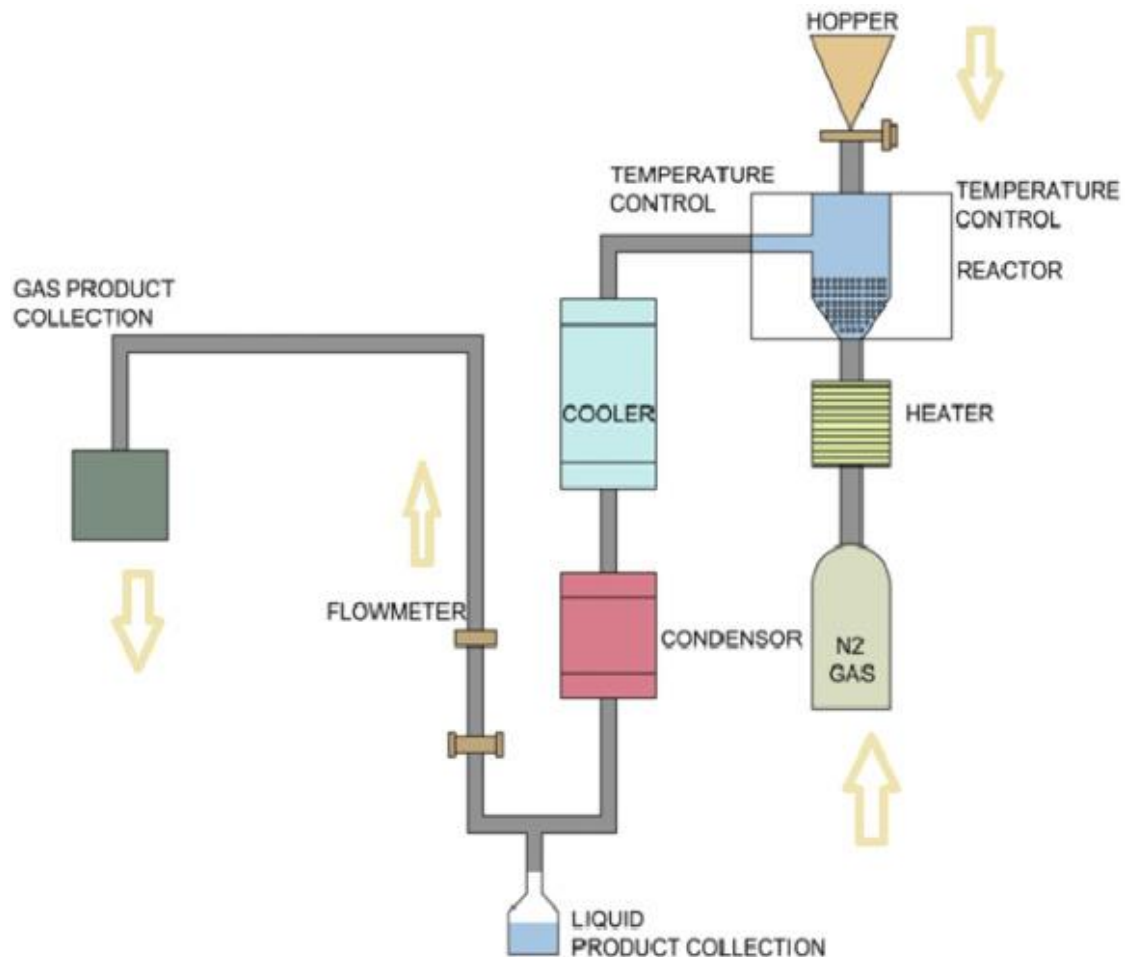 HOPPER
TEMPERATURE
CONTROL
TEMPERATURE
CONTROL
REACTOR
GAS PRODUCT
COLLECTION
COOLER
HEATER
FLOWMETER
CONDENSOR
N2
GAS
LIQUID
PRODUCT COLLECTION